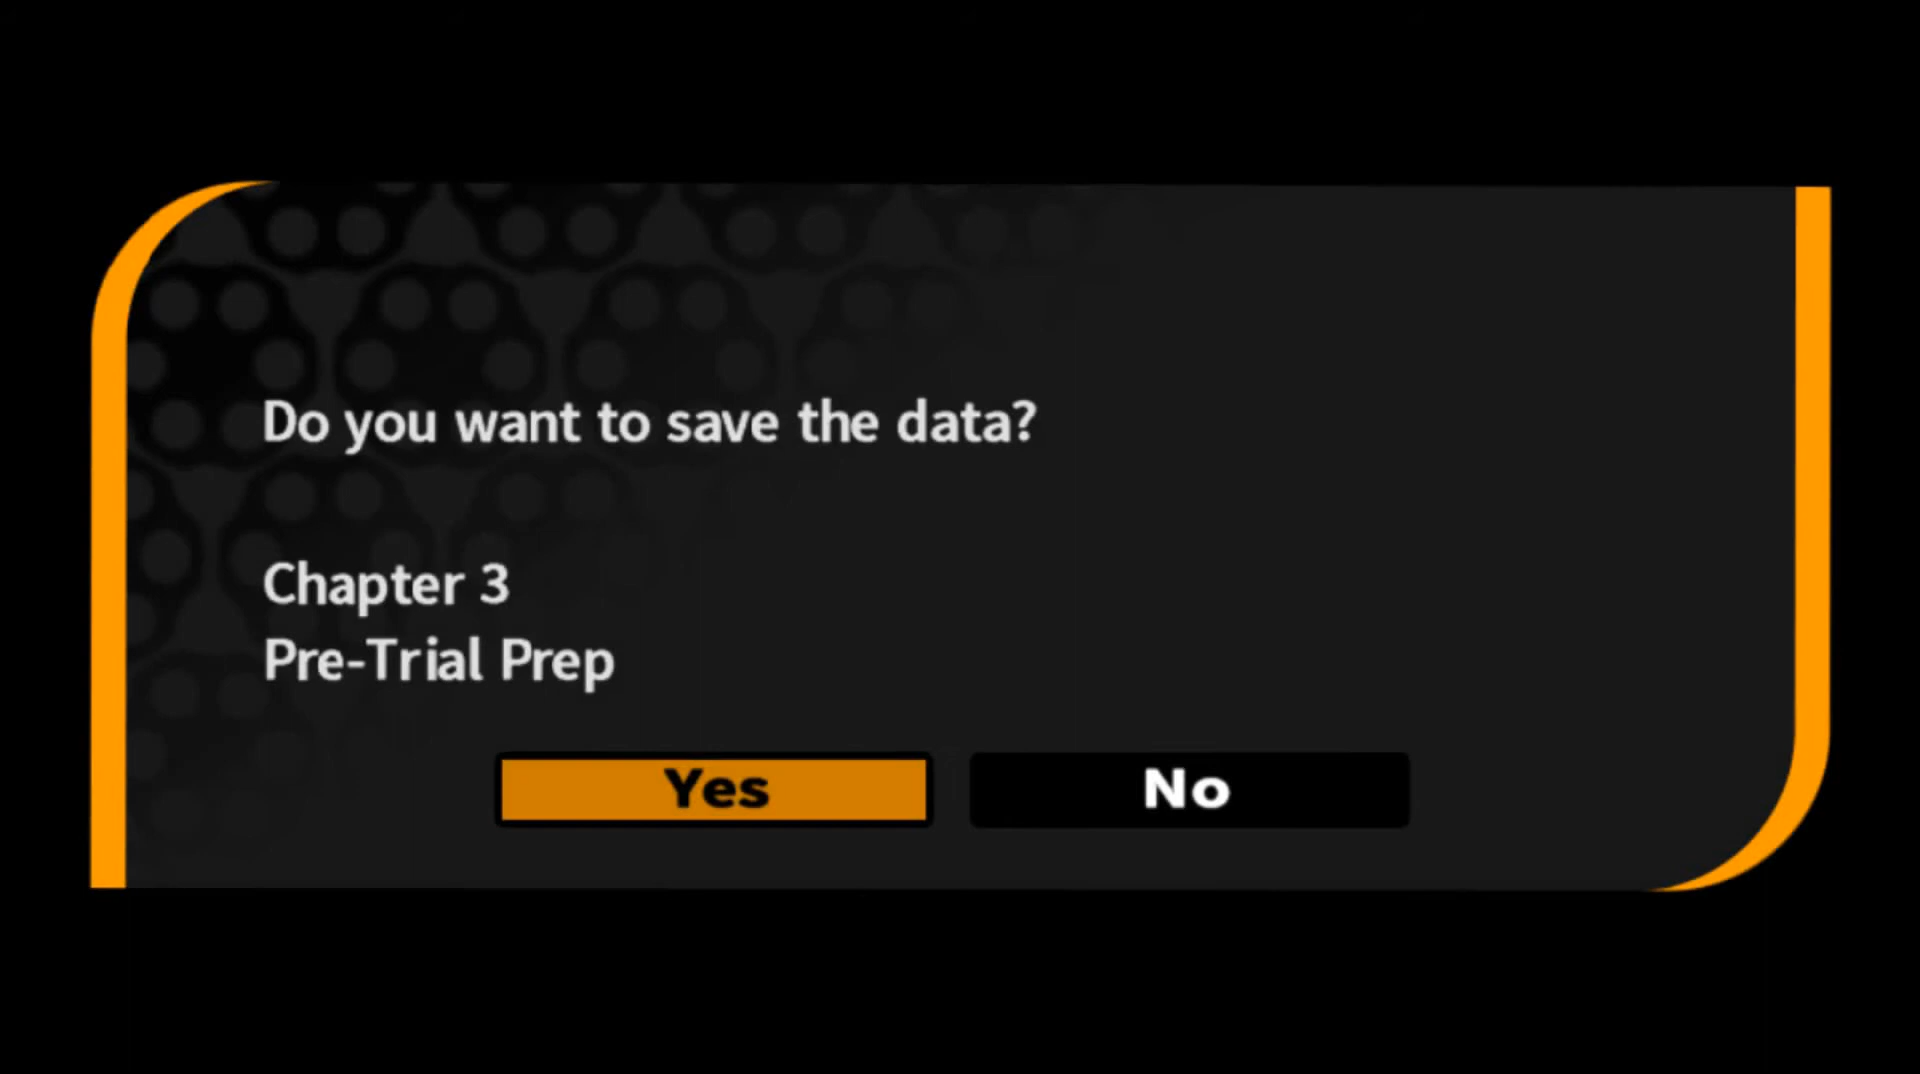 Do you want to save the data?
Chapter 3
Pre-Trial Prep
Yes
No